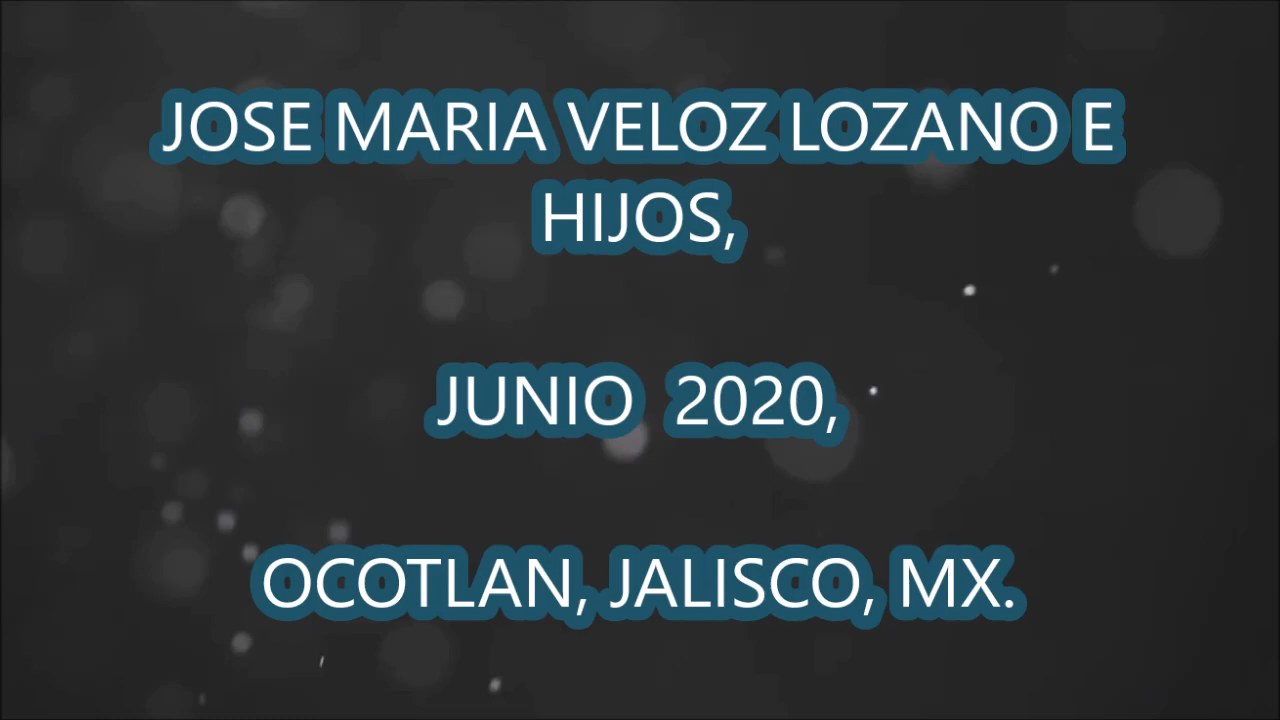 JOSE MARIA VELOZ LOZANO E
HIJOS,
JUNIO  2020,
OCOTLAN, JALISCO, MX.